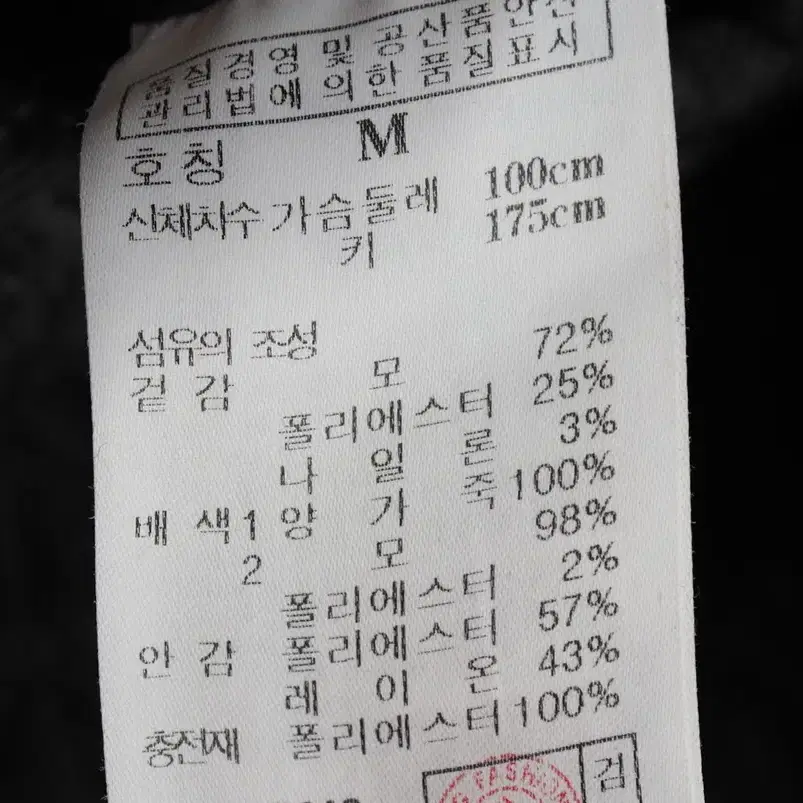 품질경영 및 공산품안전
관리법에 의한 품질표시
호칭 M
신체치수 가슴둘레 100cm
키 175cm
섬유의 조성
겉감 모 72%
폴리에스터 25%
나일론 3%
배색1 양가죽 100%
2 모 98%
폴리에스터 2%
안감 폴리에스터 57%
레이온 43%
충전재 폴리에스터 100%
FASHION
검